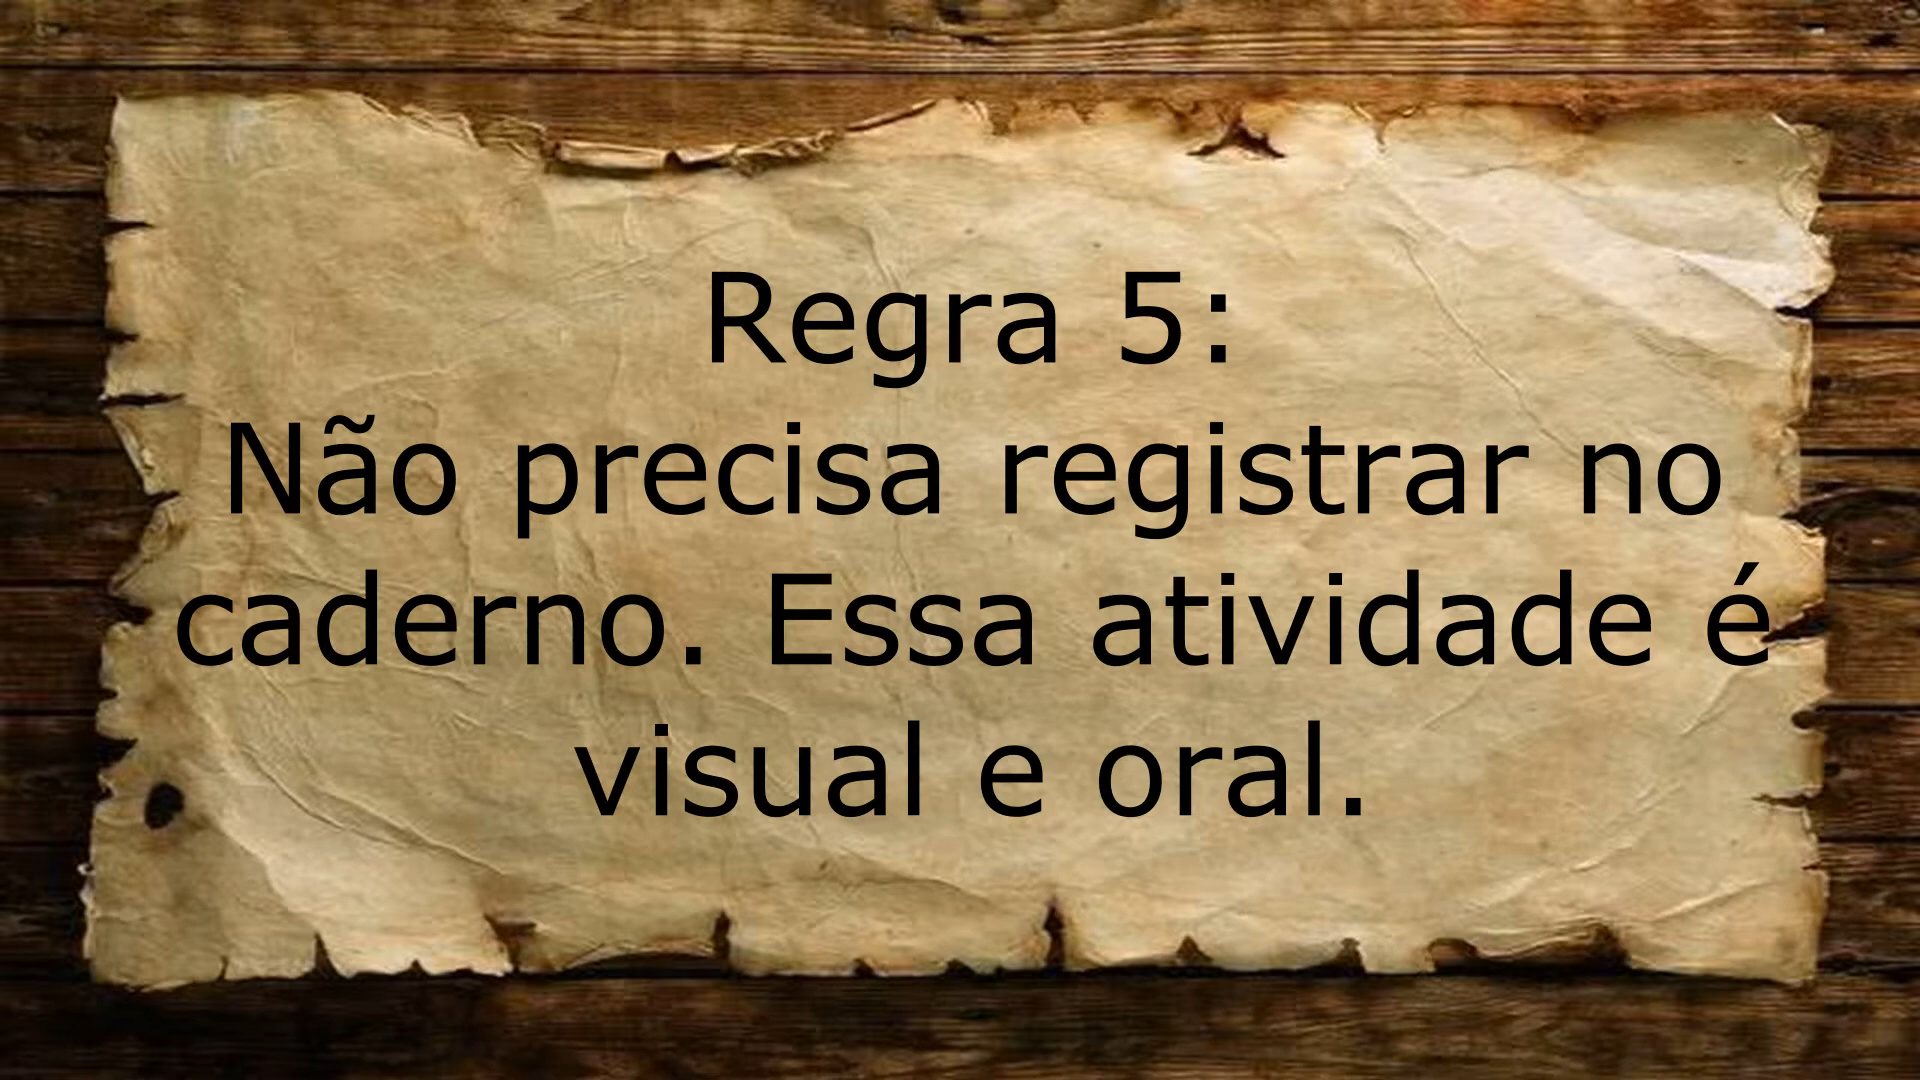 Regra 5:
Não precisa registrar no
caderno. Essa atividade é
visual e oral.